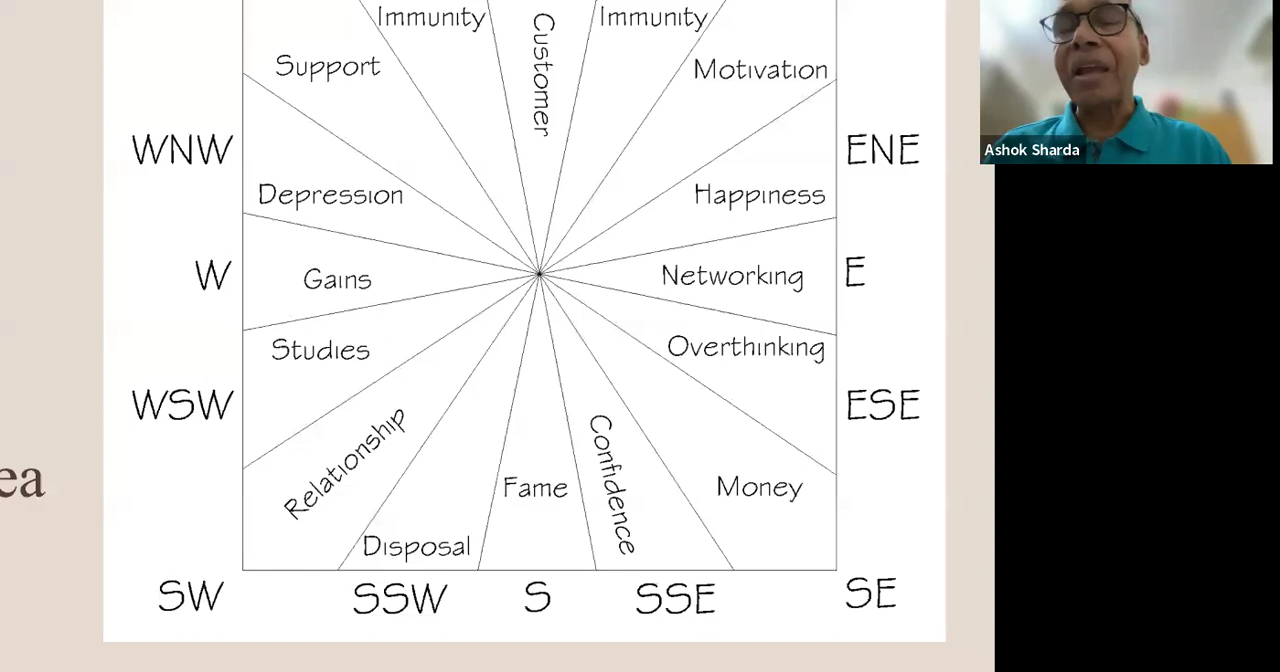 Immunity
Customer
Immunity
Ashok Sharda
Support
Motivation
WNW
ENE
Depression
Happiness
W
Gains
Networking
E
Studies
Overthinking
WSW
ESE
Relationship
Confidence
ea
Fame
Money
Disposal
SW
SSW
S
SSE
SE